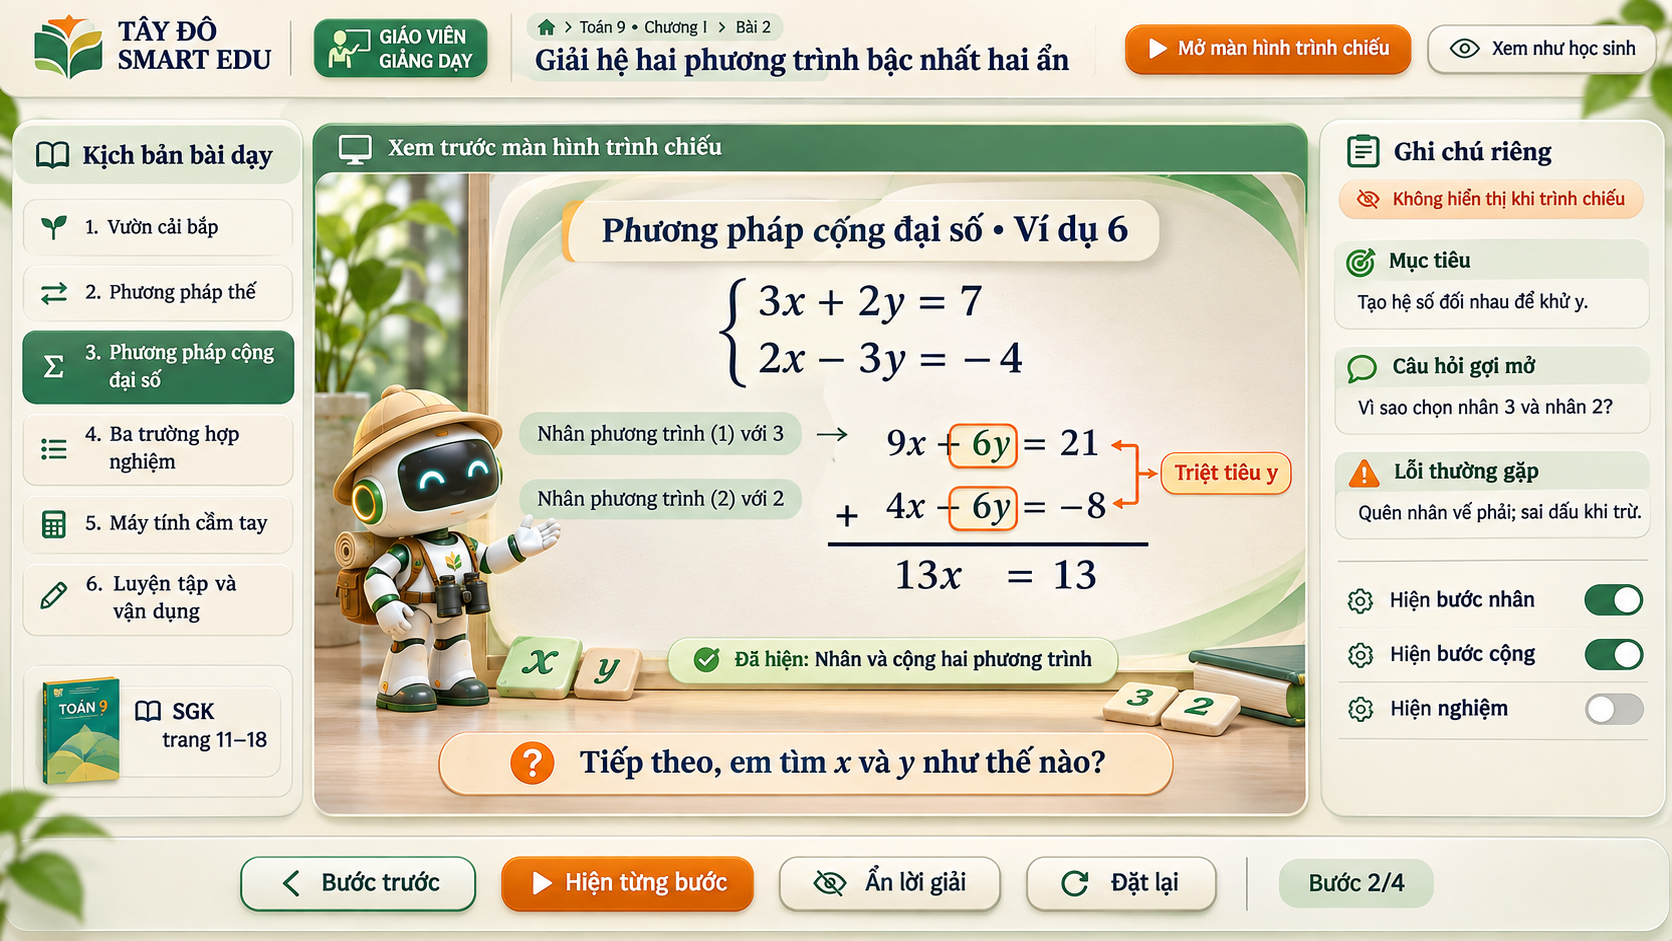 TÂY ĐÔ
SMART EDU
GIÁO VIÊN
GIẢNG DẠY
> Toán 9 • Chương I > Bài 2
Giải hệ hai phương trình bậc nhất hai ẩn
Mở màn hình trình chiếu
Xem như học sinh
Kịch bản bài dạy
1. Vườn cải bắp
2. Phương pháp thế
3. Phương pháp cộng
đại số
4. Ba trường hợp
nghiệm
5. Máy tính cầm tay
6. Luyện tập và
vận dụng
TOÁN 9
SGK
trang 11–18
Xem trước màn hình trình chiếu
Phương pháp cộng đại số • Ví dụ 6
3x + 2y = 7
2x − 3y = −4
Nhân phương trình (1) với 3 → 9x + 6y = 21
Nhân phương trình (2) với 2
+ 4x − 6y = −8
Triệt tiêu y
13x = 13
x y
Đã hiện: Nhân và cộng hai phương trình
3 2
? Tiếp theo, em tìm x và y như thế nào?
Ghi chú riêng
Không hiển thị khi trình chiếu
Mục tiêu
Tạo hệ số đối nhau để khử y.
Câu hỏi gợi mở
Vì sao chọn nhân 3 và nhân 2?
Lỗi thường gặp
Quên nhân vế phải; sai dấu khi trừ.
Hiện bước nhân
Hiện bước cộng
Hiện nghiệm
Bước trước
Hiện từng bước
Ẩn lời giải
Đặt lại
Bước 2/4